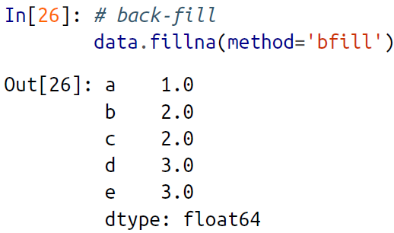 In[26]: # back-fill
data.fillna(method='bfill')
Out[26]: a 1.0
b 2.0
c 2.0
d 3.0
e 3.0
dtype: float64